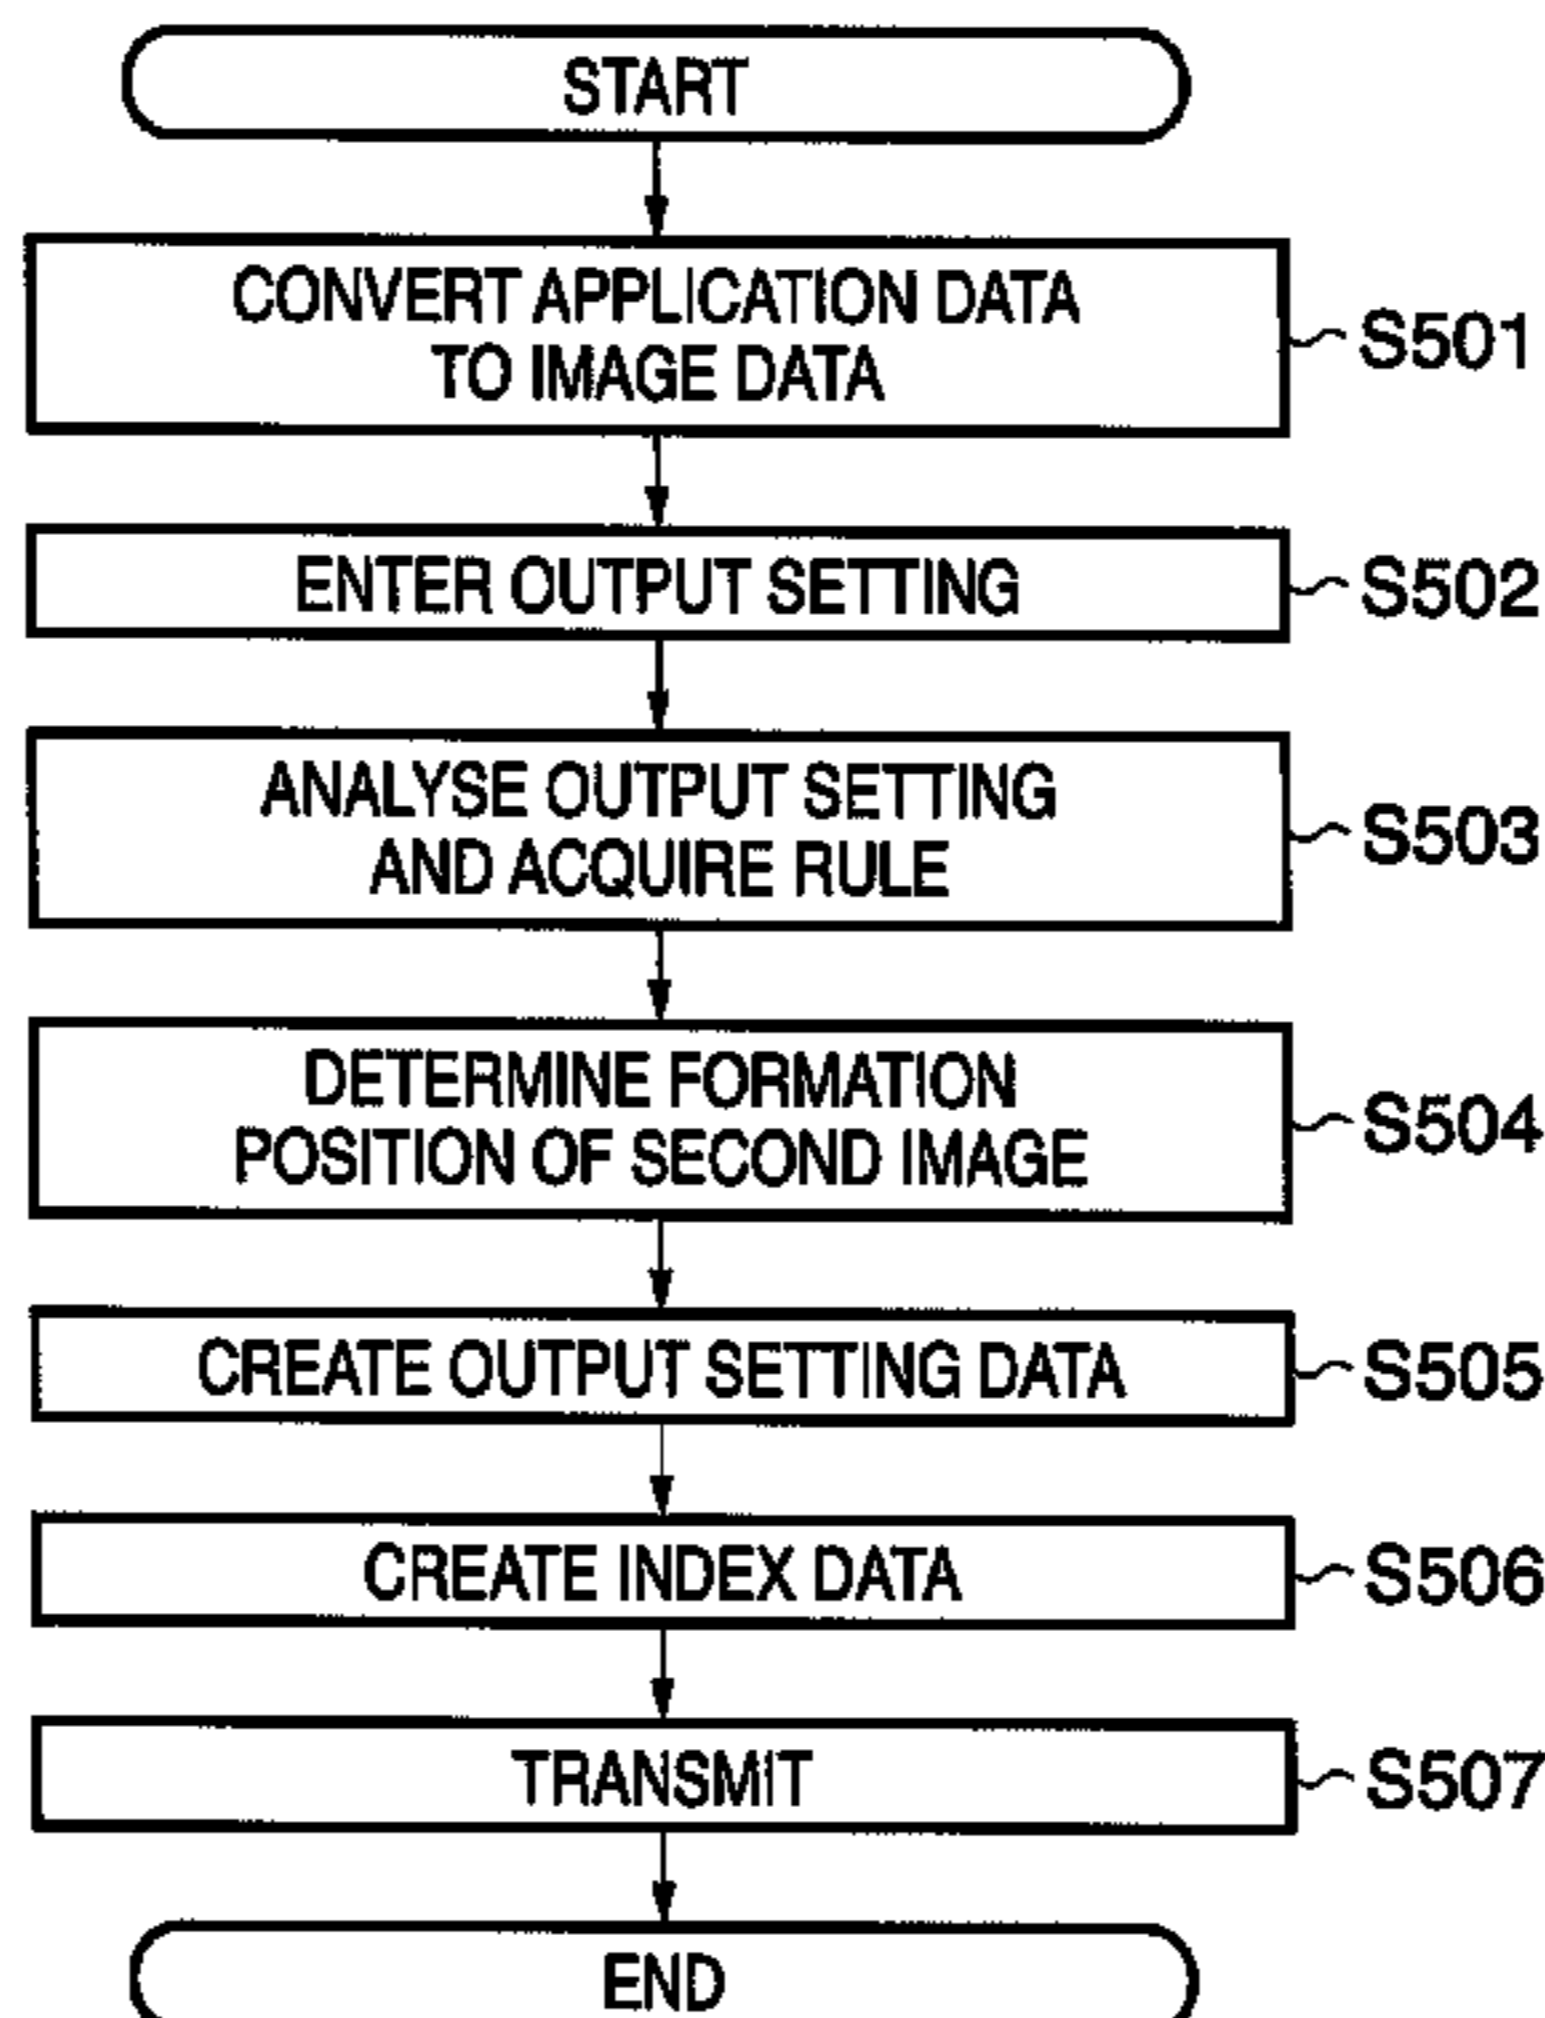 START
CONVERT APPLICATION DATA
TO IMAGE DATA
S501
ENTER OUTPUT SETTING
S502
ANALYSE OUTPUT SETTING
AND ACQUIRE RULE
S503
DETERMINE FORMATION
POSITION OF SECOND IMAGE
S504
CREATE OUTPUT SETTING DATA
S505
CREATE INDEX DATA
S506
TRANSMIT
S507
END